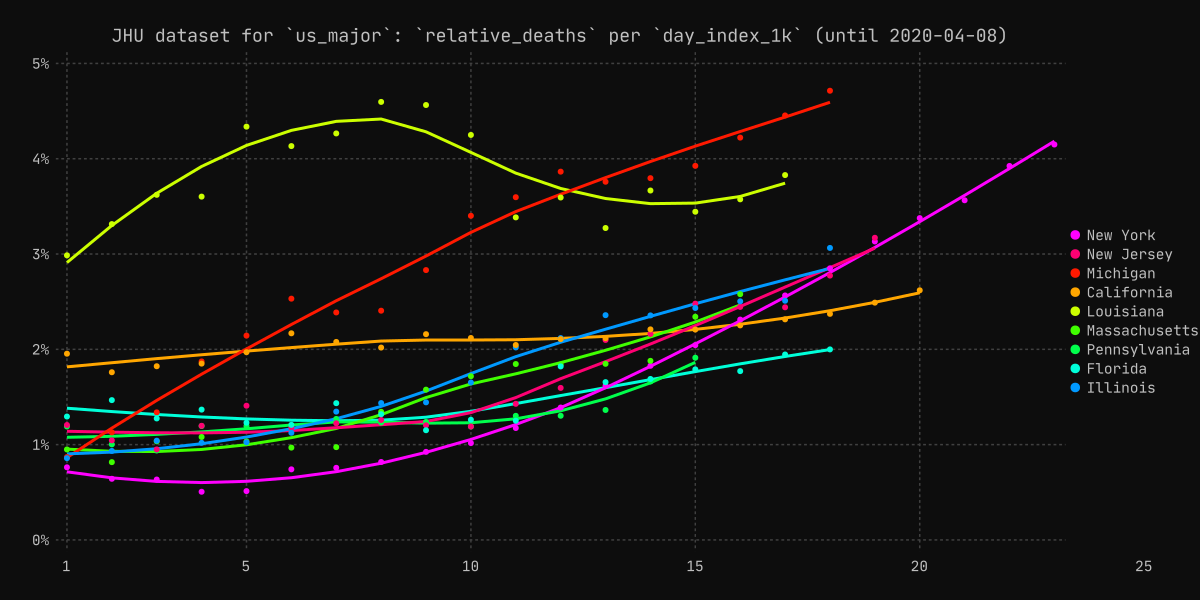 JHU dataset for `us_major`: `relative_deaths` per `day_index_1k` (until 2020-04-08)
5%
4%
3%
2%
1%
0%
1 5 10 15 20 25
New York
New Jersey
Michigan
California
Louisiana
Massachusetts
Pennsylvania
Florida
Illinois